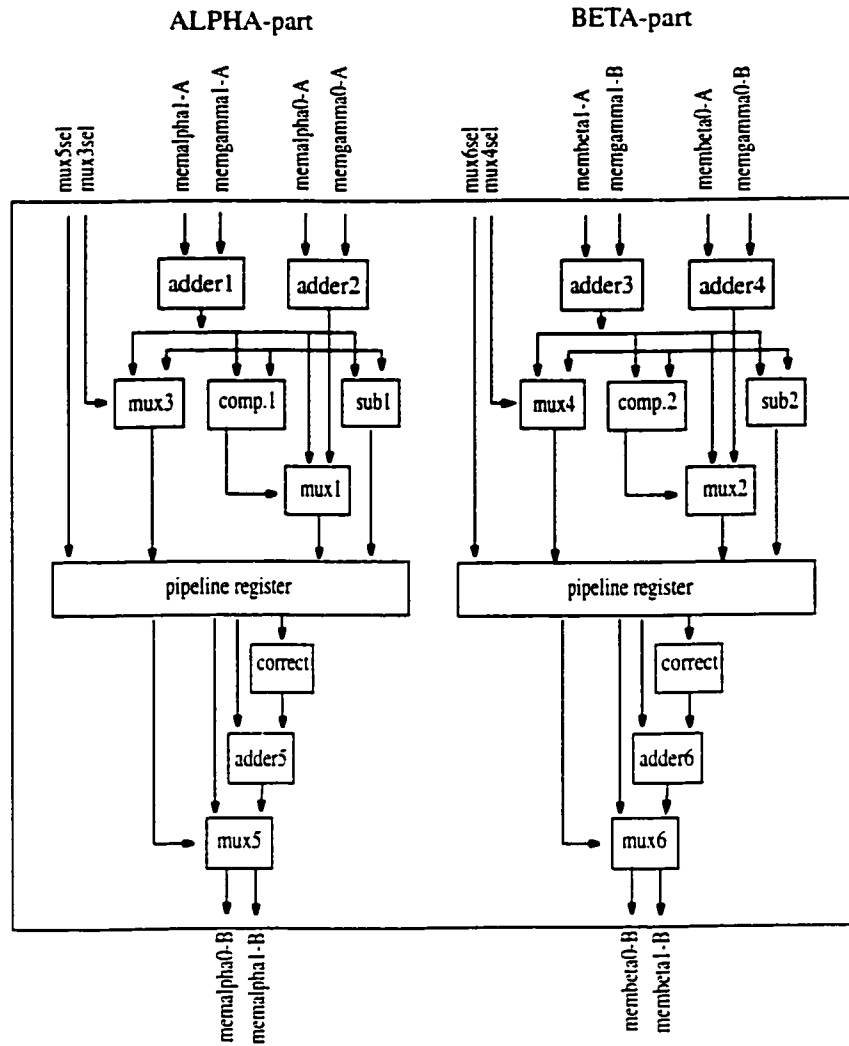 ALPHA-part
BETA-part
mux5sel
mux3sel
memalpha1-A
memgamma1-A
memalpha0-A
memgamma0-A
mux6sel
mux4sel
membeta1-A
memgamma1-B
membeta0-A
memgamma0-B
adder1
adder2
adder3
adder4
mux3
comp.1
sub1
mux4
comp.2
sub2
mux1
mux2
pipeline register
pipeline register
correct
correct
adder5
adder6
mux5
mux6
memalpha0-B
memalpha1-B
membeta0-B
membeta1-B